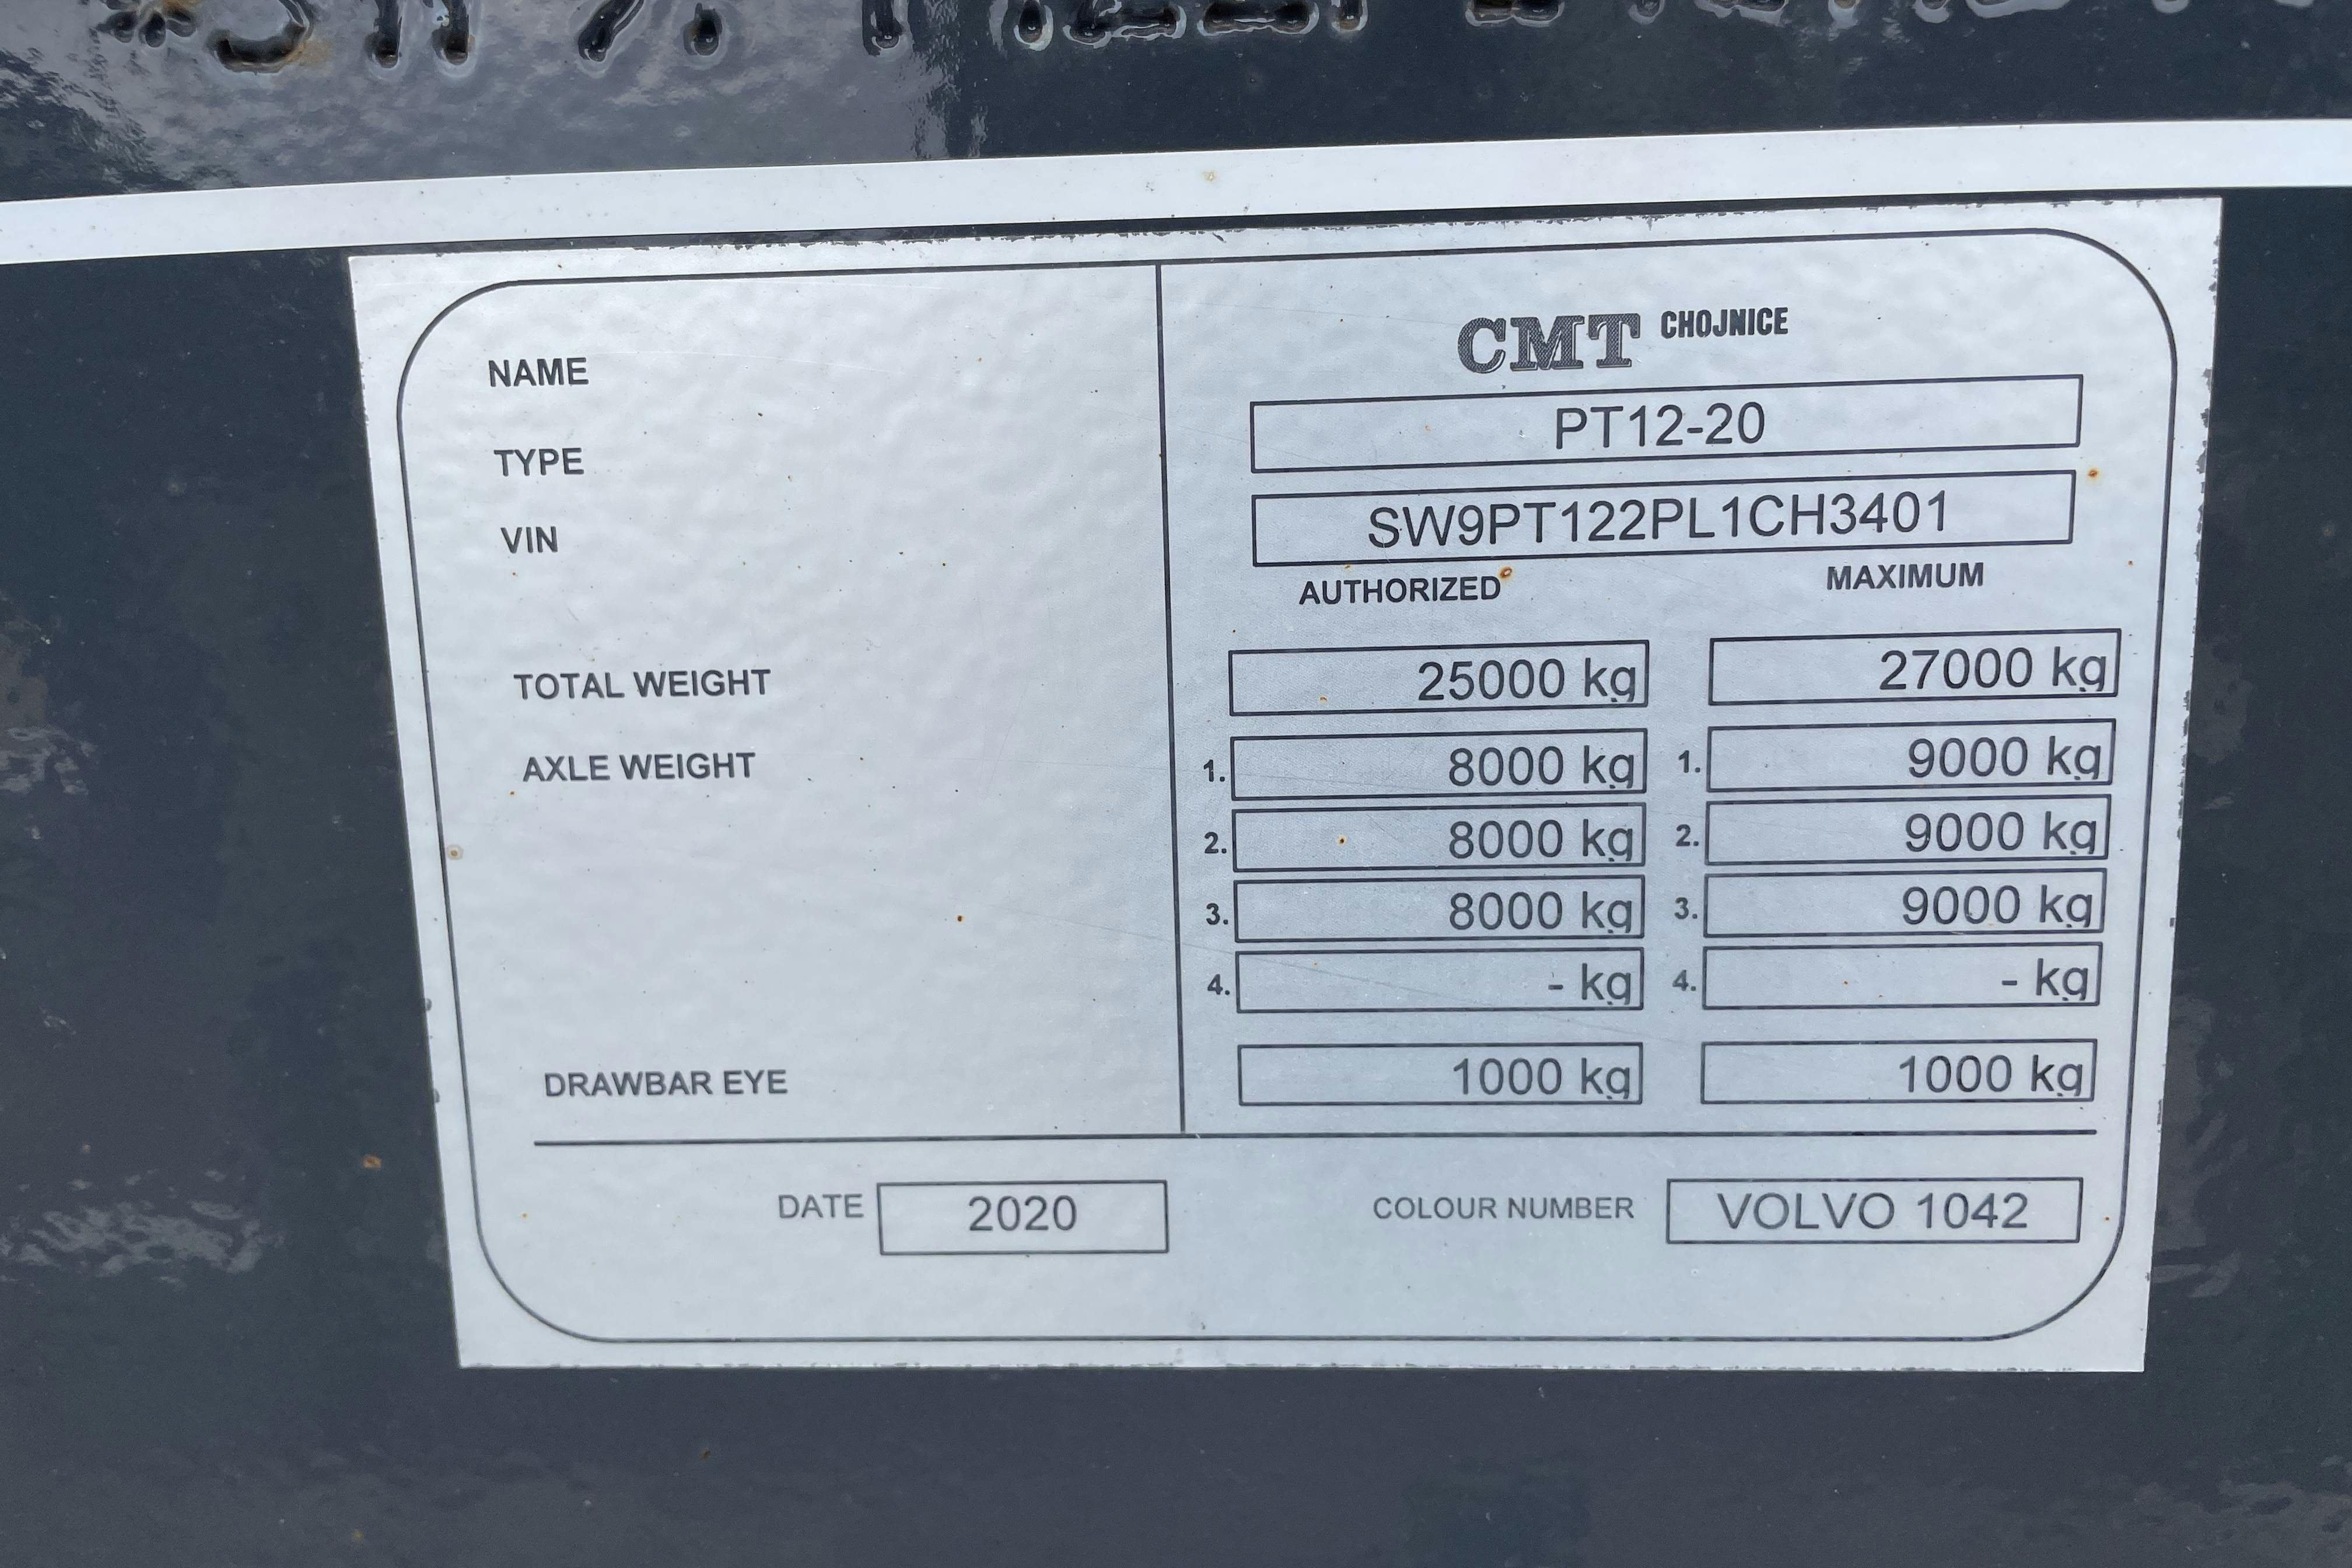 NAME CMT CHOJNICE
TYPE PT12-20
VIN SW9PT122PL1CH3401
AUTHORIZED MAXIMUM
TOTAL WEIGHT 25000 kg 27000 kg
AXLE WEIGHT 1. 8000 kg 1. 9000 kg
2. 8000 kg 2. 9000 kg
3. 8000 kg 3. 9000 kg
4. - kg 4. - kg
DRAWBAR EYE 1000 kg 1000 kg
DATE 2020 COLOUR NUMBER VOLVO 1042